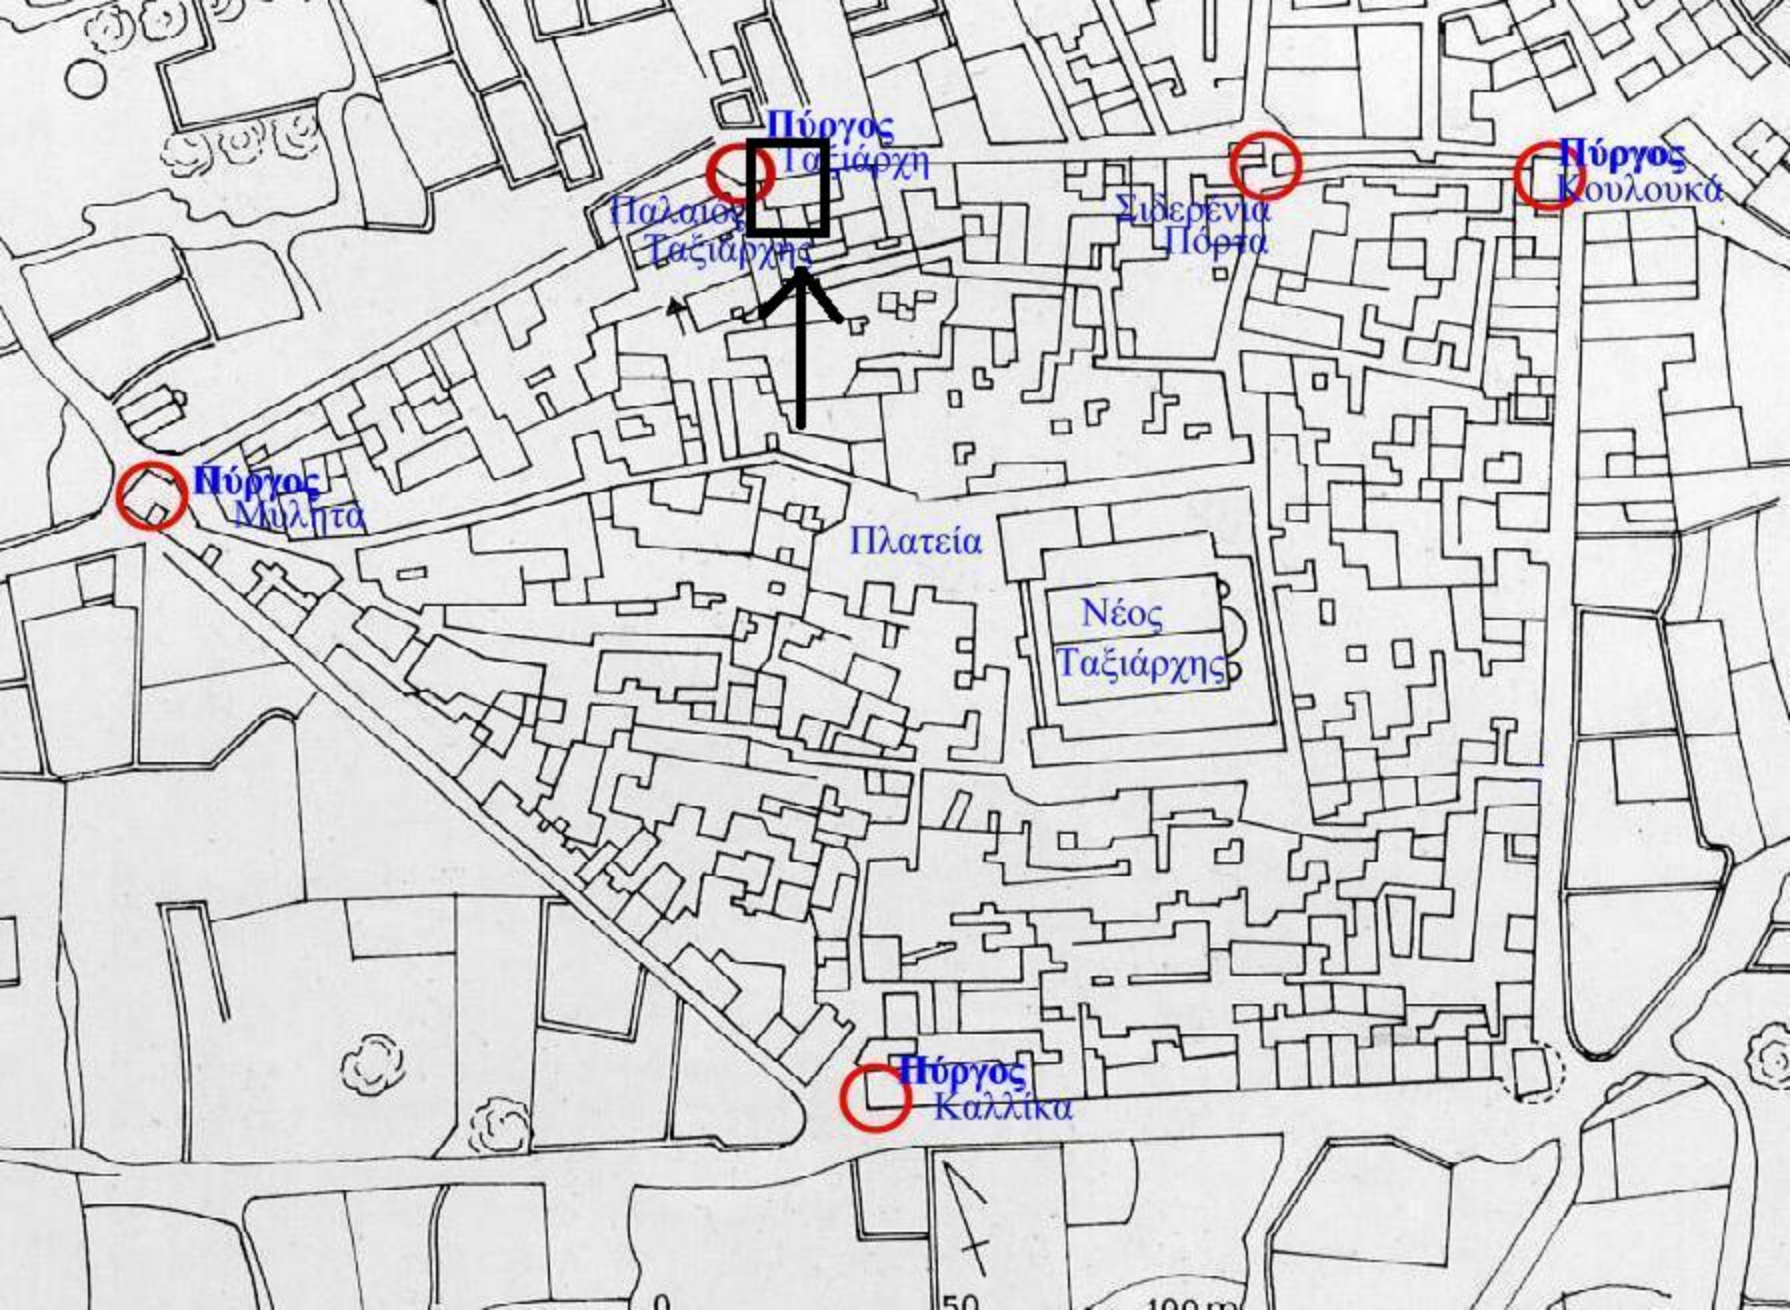 Πύργος
Ταξιάρχη
Παλαιός
Ταξιάρχης
Σιδερένια
Πόρτα
Πύργος
Κουλουκά
Πύργος
Μυλητά
Πλατεία
Νέος
Ταξιάρχης
Πύργος
Καλλίκα
0 50 100 m